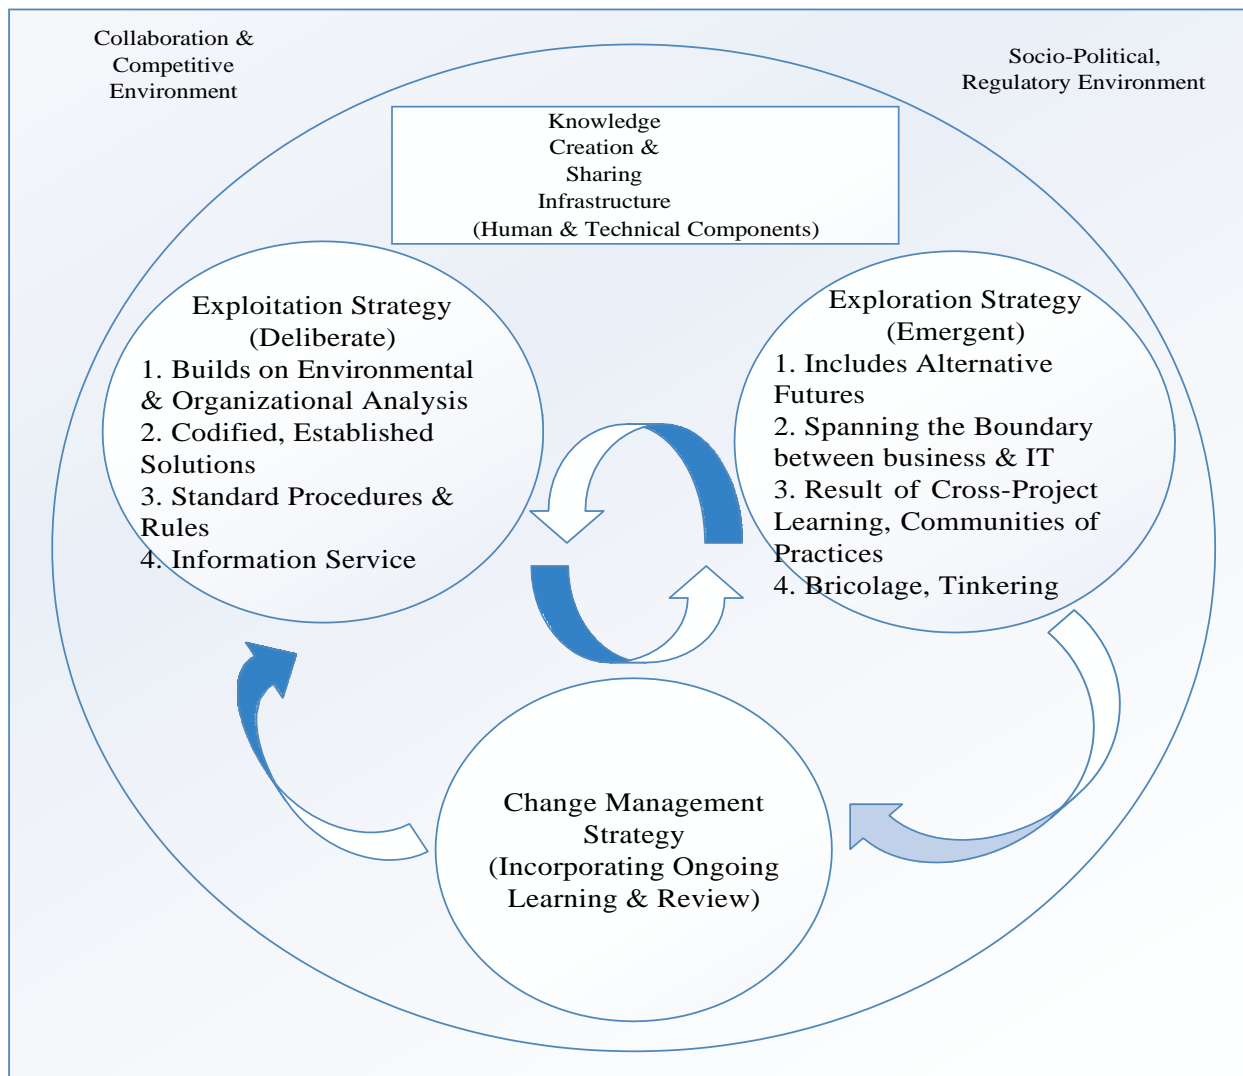 Collaboration &
Competitive
Environment
Socio-Political,
Regulatory Environment
Knowledge
Creation &
Sharing
Infrastructure
(Human & Technical Components)
Exploitation Strategy
(Deliberate)
1. Builds on Environmental
& Organizational Analysis
2. Codified, Established
Solutions
3. Standard Procedures &
Rules
4. Information Service
Exploration Strategy
(Emergent)
1. Includes Alternative
Futures
2. Spanning the Boundary
between business & IT
3. Result of Cross-Project
Learning, Communities of
Practices
4. Bricolage, Tinkering
Change Management
Strategy
(Incorporating Ongoing
Learning & Review)